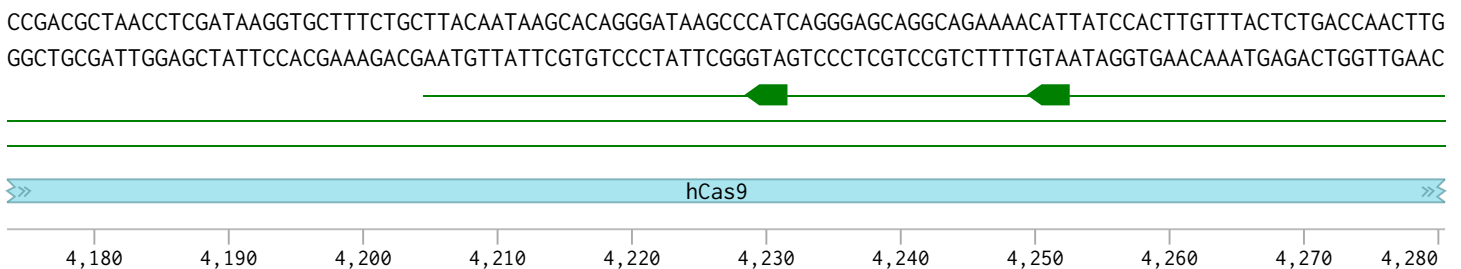 CCGACGCTAACCTCGATAAGGTGCTTTCTGCTTACAATAAGCACAGGGATAAGCCCATCAGGGAGCAGGCAGAAAACATTATCCACTTGTTTACTCTGACCAACTTG
GGCTGCGATTGGAGCTATTCCACGAAAGACGAATGTTATTCGTGTCCCTATTCGGGTAGTCCCTCGTCCGTCTTTTGTAATAGGTGAACAAATGAGACTGGTTGAAC
hCas9
4,180 4,190 4,200 4,210 4,220 4,230 4,240 4,250 4,260 4,270 4,280